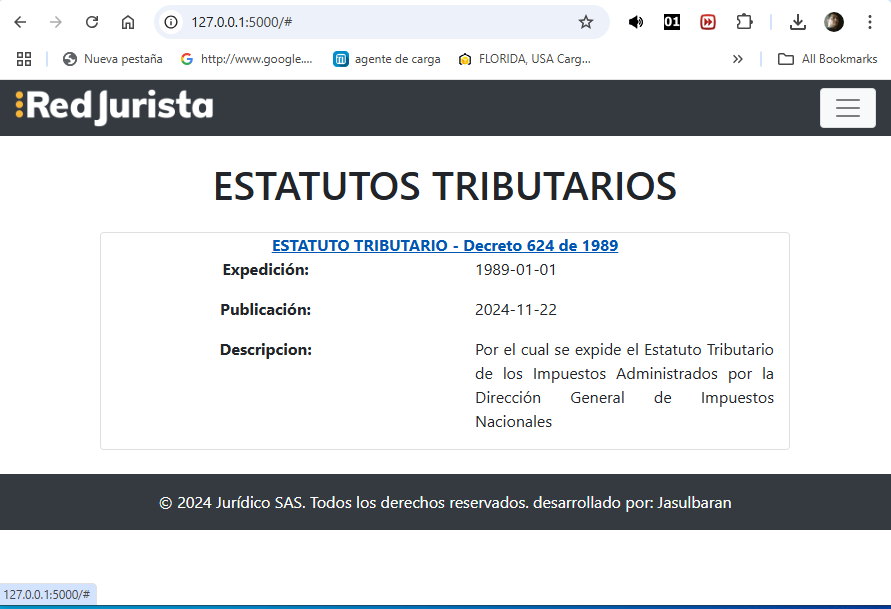 127.0.0.1:5000/#
01
Nueva pestaña
http://www.google....
agente de carga
FLORIDA, USA Carg...
All Bookmarks
RedJurista
ESTATUTOS TRIBUTARIOS
ESTATUTO TRIBUTARIO - Decreto 624 de 1989
Expedición: 1989-01-01
Publicación: 2024-11-22
Descripcion: Por el cual se expide el Estatuto Tributario
de los Impuestos Administrados por la
Dirección General de Impuestos
Nacionales
© 2024 Jurídico SAS. Todos los derechos reservados. desarrollado por: Jasulbaran
127.0.0.1:5000/#